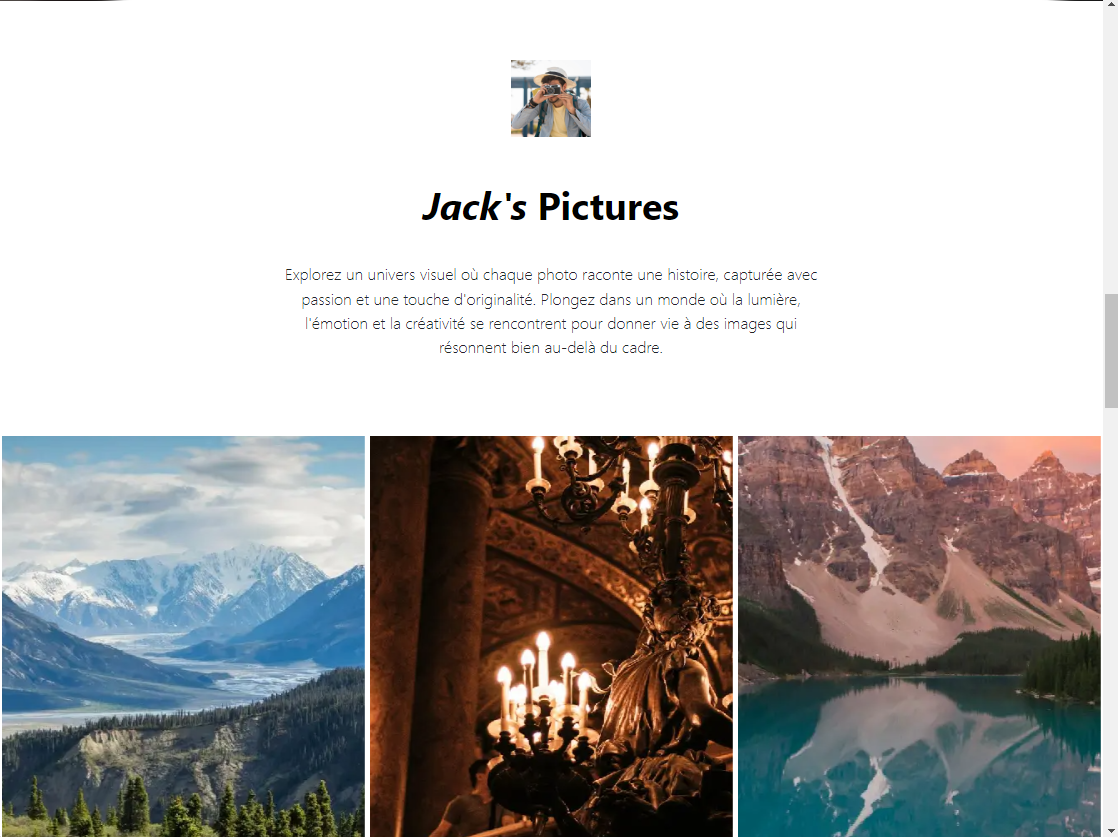 Jack's Pictures
Explorez un univers visuel où chaque photo raconte une histoire, capturée avec
passion et une touche d'originalité. Plongez dans un monde où la lumière,
l'émotion et la créativité se rencontrent pour donner vie à des images qui
résonnent bien au-delà du cadre.